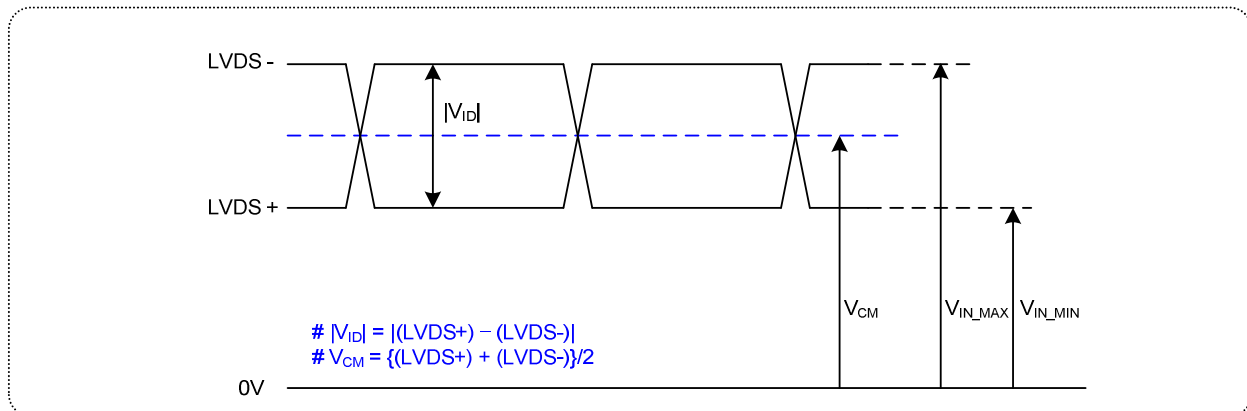 LVDS -
|VID|
LVDS +
VCM
VIN_MAX
VIN_MIN
# |VID| = |(LVDS+) – (LVDS-)|
# VCM = {(LVDS+) + (LVDS-)}/2
0V